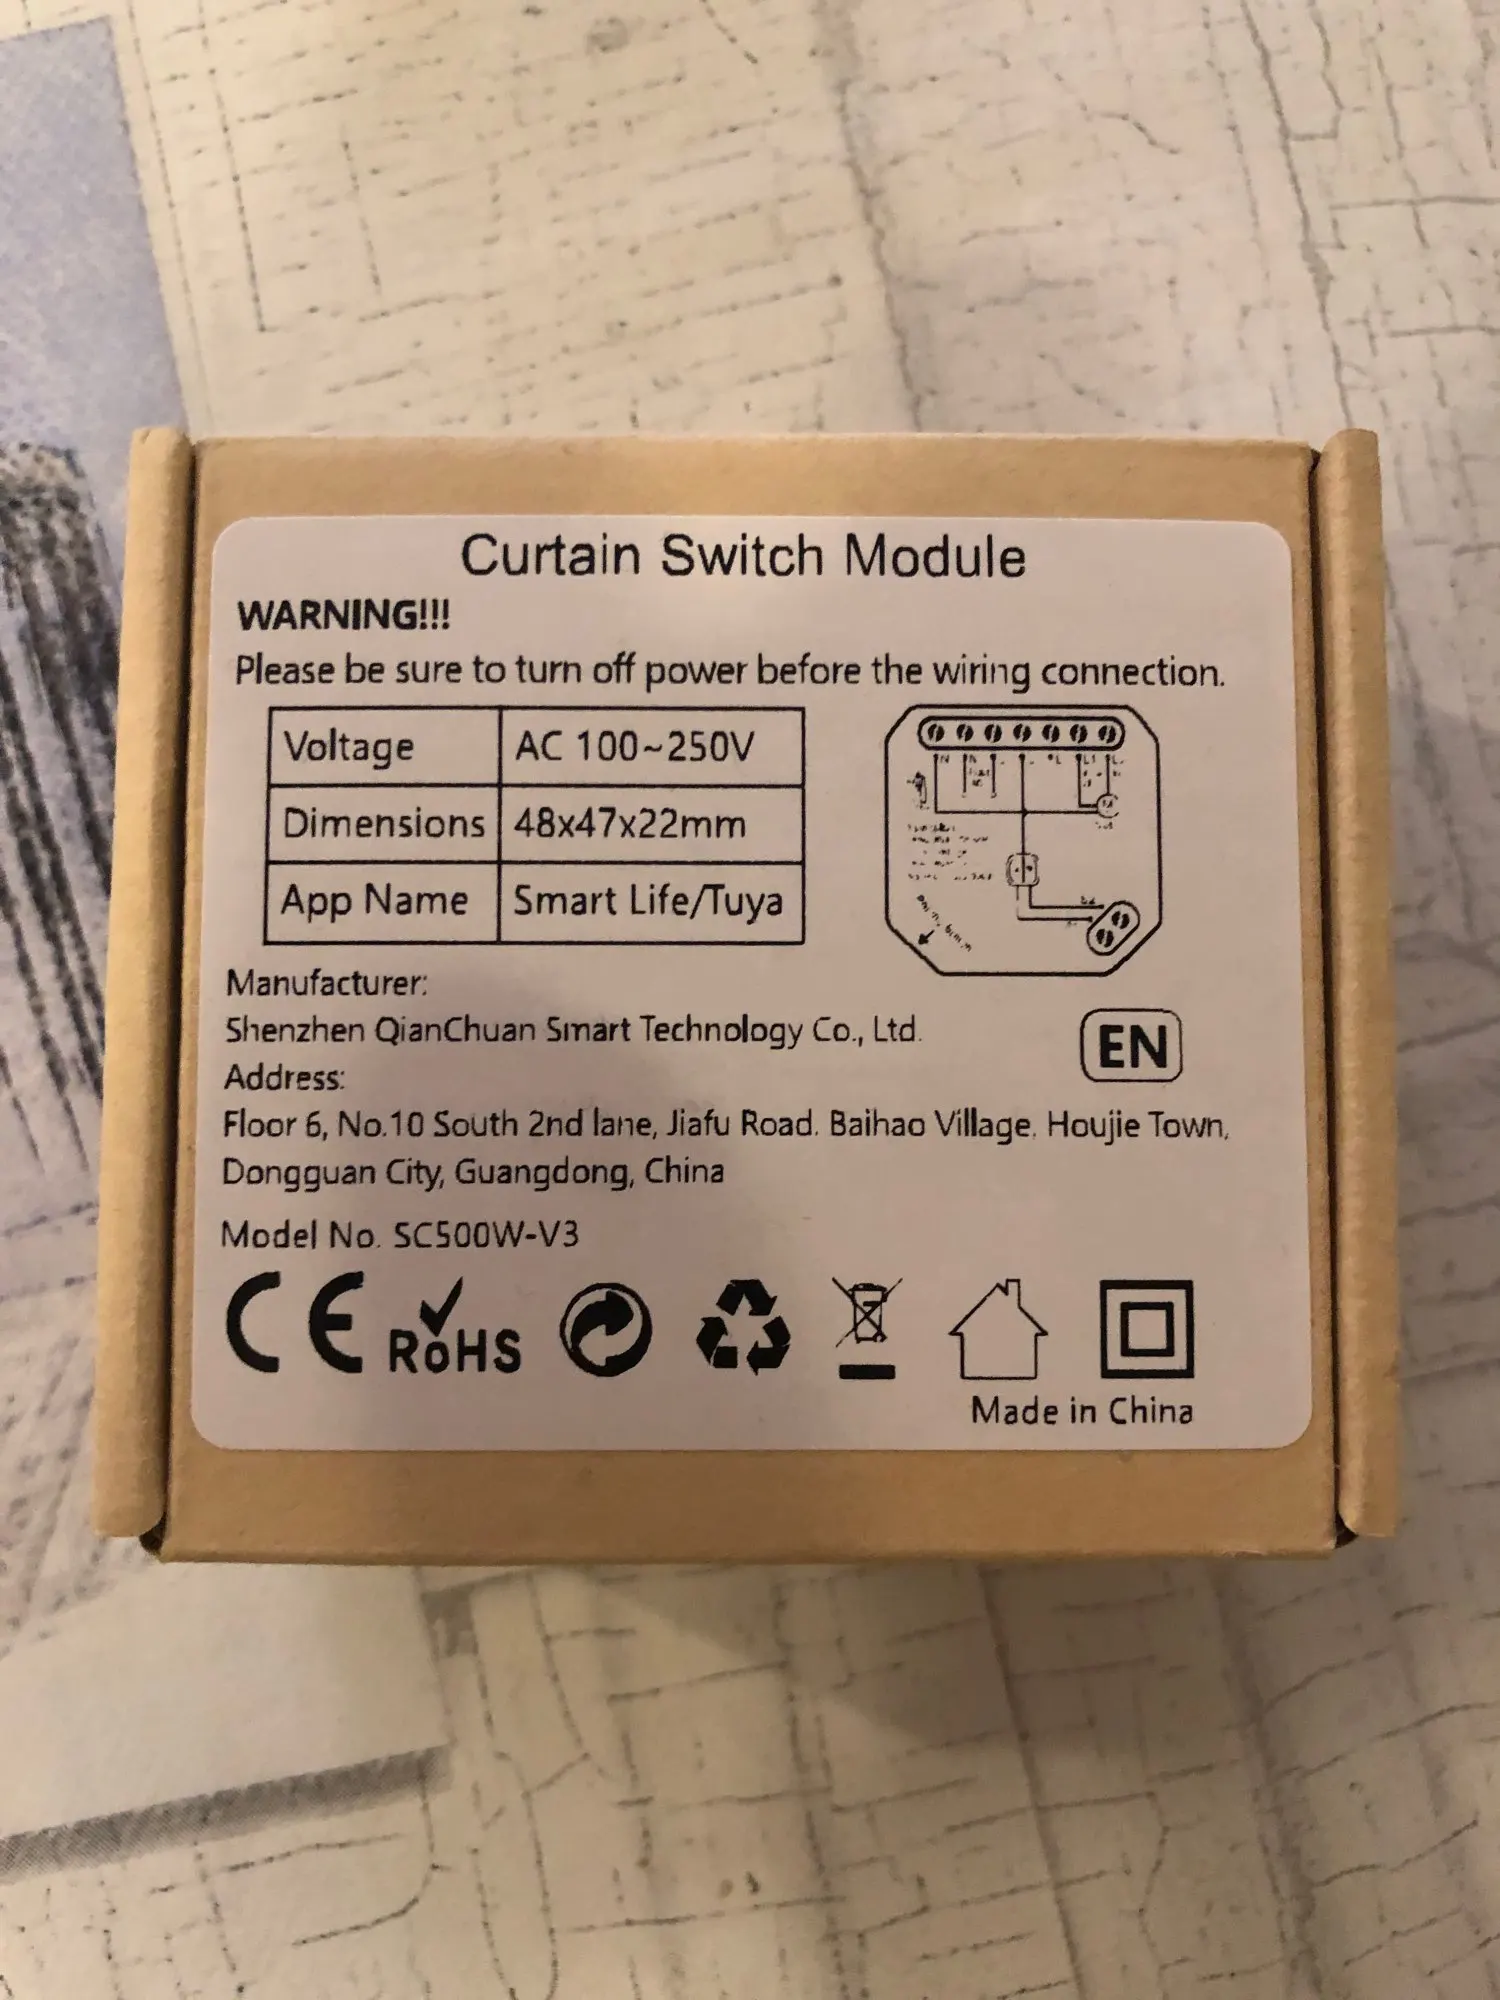 Curtain Switch Module
WARNING!!!
Please be sure to turn off power before the wiring connection.
Voltage AC 100~250V
Dimensions 48x47x22mm
App Name Smart Life/Tuya
N N L L1
Manufacturer:
Shenzhen QianChuan Smart Technology Co., Ltd.
EN
Address:
Floor 6, No.10 South 2nd lane, Jiafu Road. Baihao Village. Houjie Town,
Dongguan City, Guangdong, China
Model No. SC500W-V3
CE RoHS
Made in China